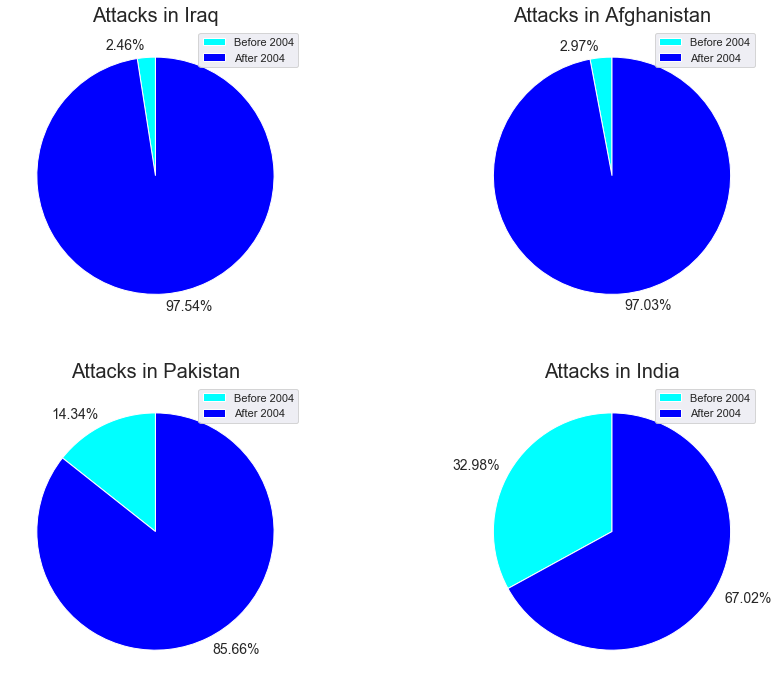 Attacks in Iraq
2.46%
Before 2004
After 2004
97.54%
Attacks in Afghanistan
2.97%
Before 2004
After 2004
97.03%
Attacks in Pakistan
14.34%
Before 2004
After 2004
85.66%
Attacks in India
Before 2004
After 2004
32.98%
67.02%